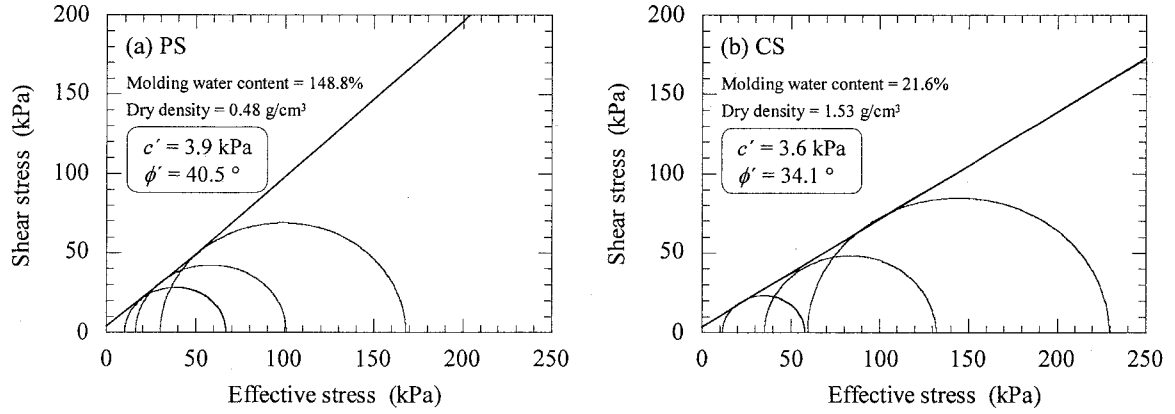 (a) PS
Molding water content = 148.8%
Dry density = 0.48 g/cm³
c′ = 3.9 kPa
ϕ′ = 40.5 °
200
150
100
50
0
Shear stress (kPa)
0 50 100 150 200 250
Effective stress (kPa)
(b) CS
Molding water content = 21.6%
Dry density = 1.53 g/cm³
c′ = 3.6 kPa
ϕ′ = 34.1 °
200
150
100
50
0
Shear stress (kPa)
0 50 100 150 200 250
Effective stress (kPa)